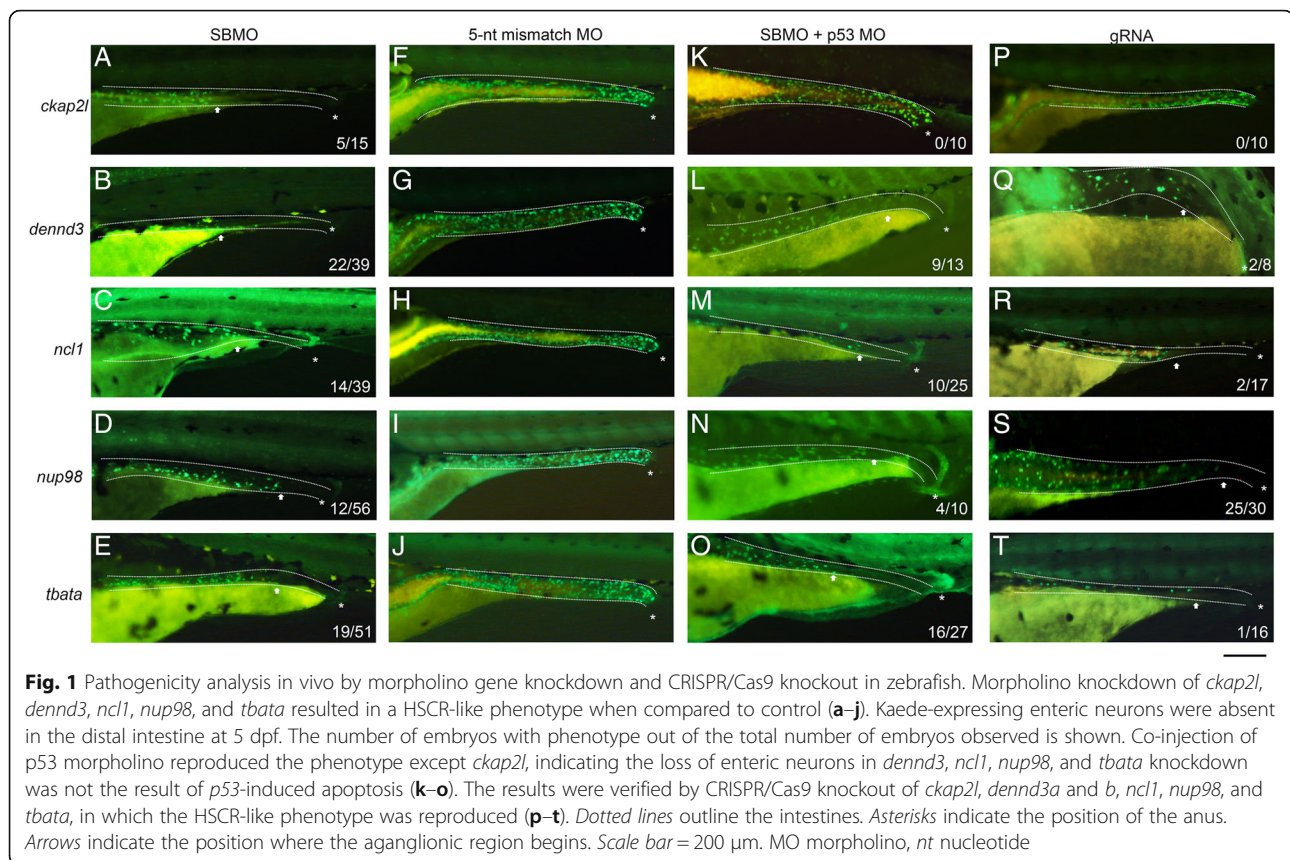 SBMO 5-nt mismatch MO SBMO + p53 MO gRNA
ckap2l A * 5/15 F * K * 0/10 P * 0/10
dennd3 B * 22/39 G * L * 9/13 Q * 2/8
ncl1 C * 14/39 H * M * 10/25 R * 2/17
nup98 D * 12/56 I * N * 4/10 S * 25/30
tbata E * 19/51 J * O * 16/27 T * 1/16
Fig. 1 Pathogenicity analysis in vivo by morpholino gene knockdown and CRISPR/Cas9 knockout in zebrafish. Morpholino knockdown of ckap2l,
dennd3, ncl1, nup98, and tbata resulted in a HSCR-like phenotype when compared to control (a–j). Kaede-expressing enteric neurons were absent
in the distal intestine at 5 dpf. The number of embryos with phenotype out of the total number of embryos observed is shown. Co-injection of
p53 morpholino reproduced the phenotype except ckap2l, indicating the loss of enteric neurons in dennd3, ncl1, nup98, and tbata knockdown
was not the result of p53-induced apoptosis (k–o). The results were verified by CRISPR/Cas9 knockout of ckap2l, dennd3a and b, ncl1, nup98, and
tbata, in which the HSCR-like phenotype was reproduced (p–t). Dotted lines outline the intestines. Asterisks indicate the position of the anus.
Arrows indicate the position where the aganglionic region begins. Scale bar = 200 μm. MO morpholino, nt nucleotide